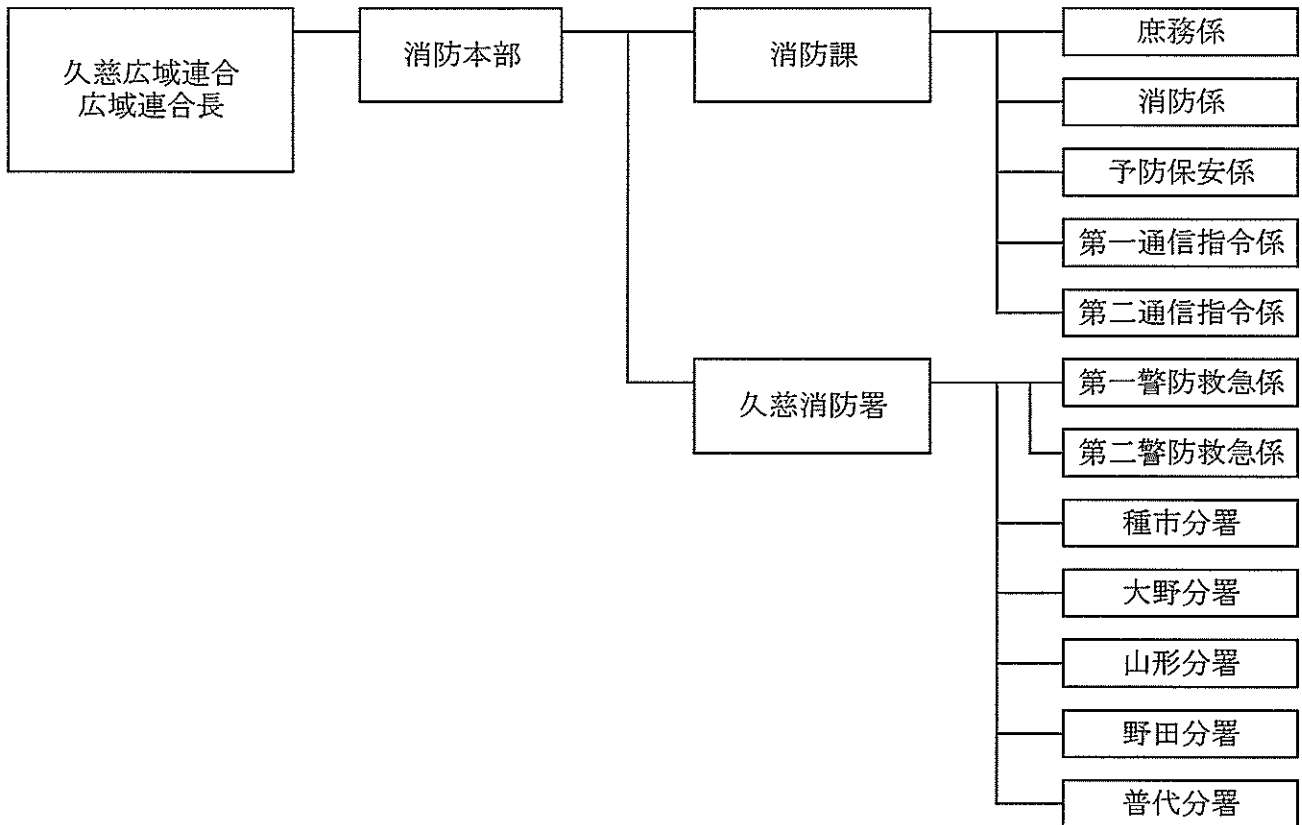 久慈広域連合
広域連合長
消防本部
消防課
庶務係
消防係
予防保安係
第一通信指令係
第二通信指令係
久慈消防署
第一警防救急係
第二警防救急係
種市分署
大野分署
山形分署
野田分署
普代分署